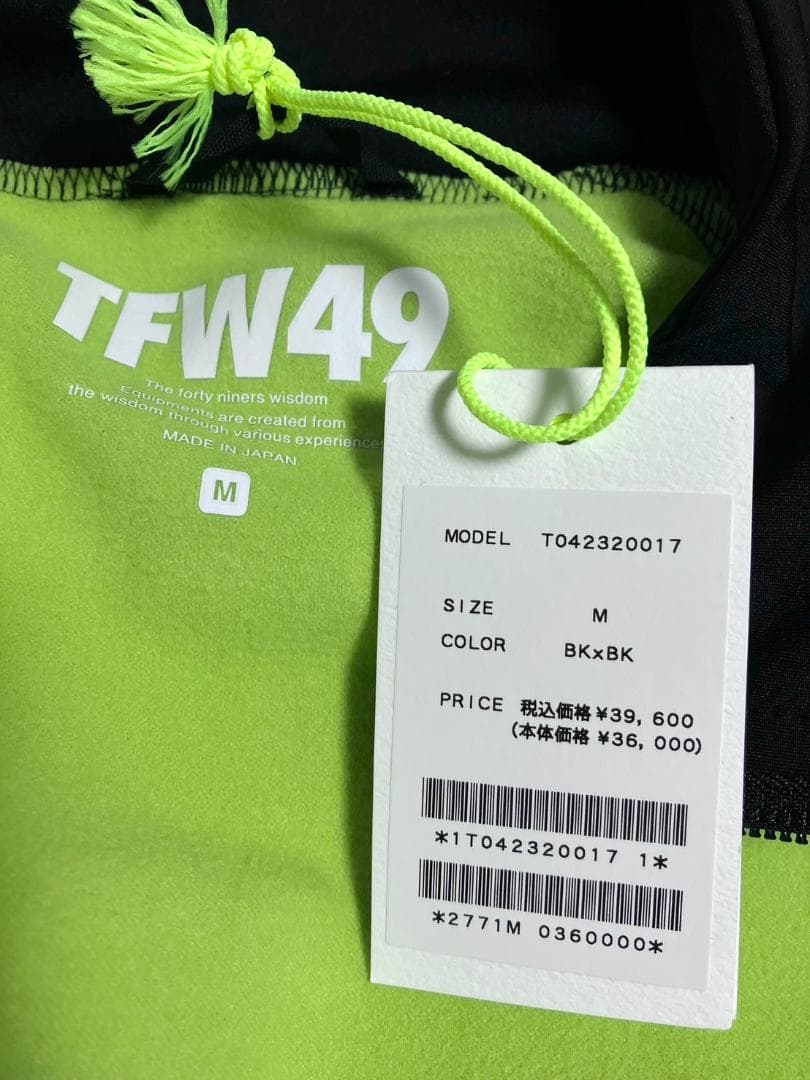 TFW49
The forty niners wisdom
Equipments are created from
the wisdom through various experiences
MADE IN JAPAN
M
MODEL T042320017
SIZE M
COLOR BKxBK
PRICE 税込価格 ¥39,600
(本体価格 ¥36,000)
*1T042320017 1*
*2771M 0360000*